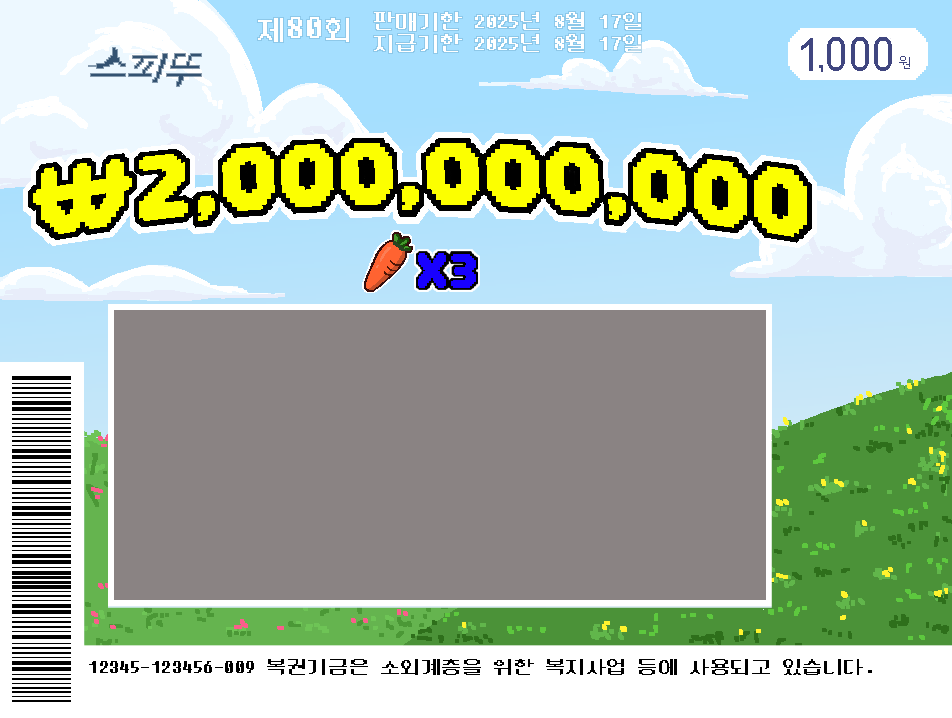 제80회
판매기한 2025년 8월 17일
지급기한 2025년 8월 17일
스피또
1,000원
₩2,000,000,000
X3
12345-123456-009 복권기금은 소외계층을 위한 복지사업 등에 사용되고 있습니다.